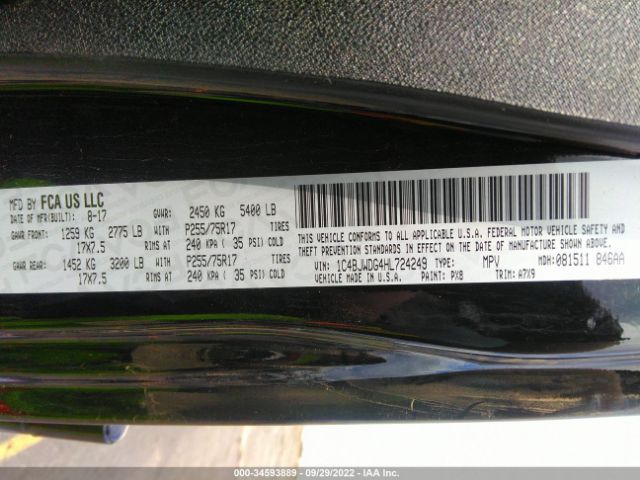 MFD BY FCA US LLC
DATE OF MFR(BUILT): 8-17 GVWR: 2450 KG 5400 LB
GAWR FRONT: 1259 KG 2775 LB WITH P255/75R17 TIRES
17X7.5 RIMS AT 240 KPA ( 35 PSI) COLD
GAWR REAR: 1452 KG 3200 LB WITH P255/75R17 TIRES
17X7.5 RIMS AT 240 KPA ( 35 PSI) COLD
THIS VEHICLE CONFORMS TO ALL APPLICABLE U.S.A. FEDERAL MOTOR VEHICLE SAFETY
AND THEFT PREVENTION STANDARDS IN EFFECT ON THE DATE OF MANUFACTURE SHOWN ABOVE.
VIN: 1C4BJWDG4HL724249 TYPE: MPV MDH: 081511 846AA
VEHICLE MADE IN U.S.A. PAINT: PX8 TRIM: A7X9
000-34593889 - 09/29/2022 - IAAI.com